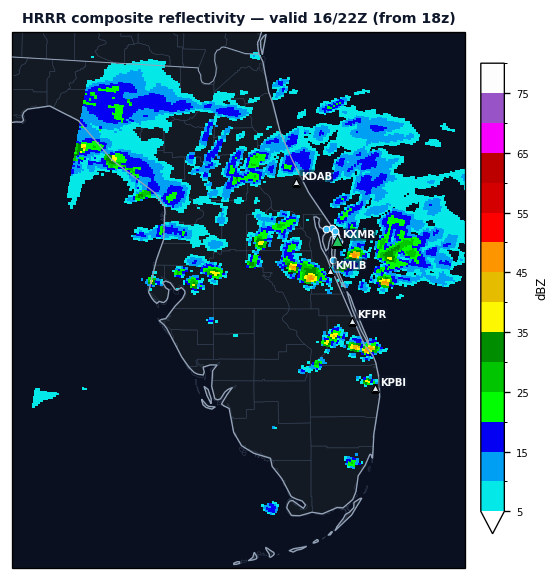 HRRR composite reflectivity — valid 16/22Z (from 18z)
75
65
55
45
35
25
15
5
dBZ
KDAB
KXMR
KMLB
KFPR
KPBI